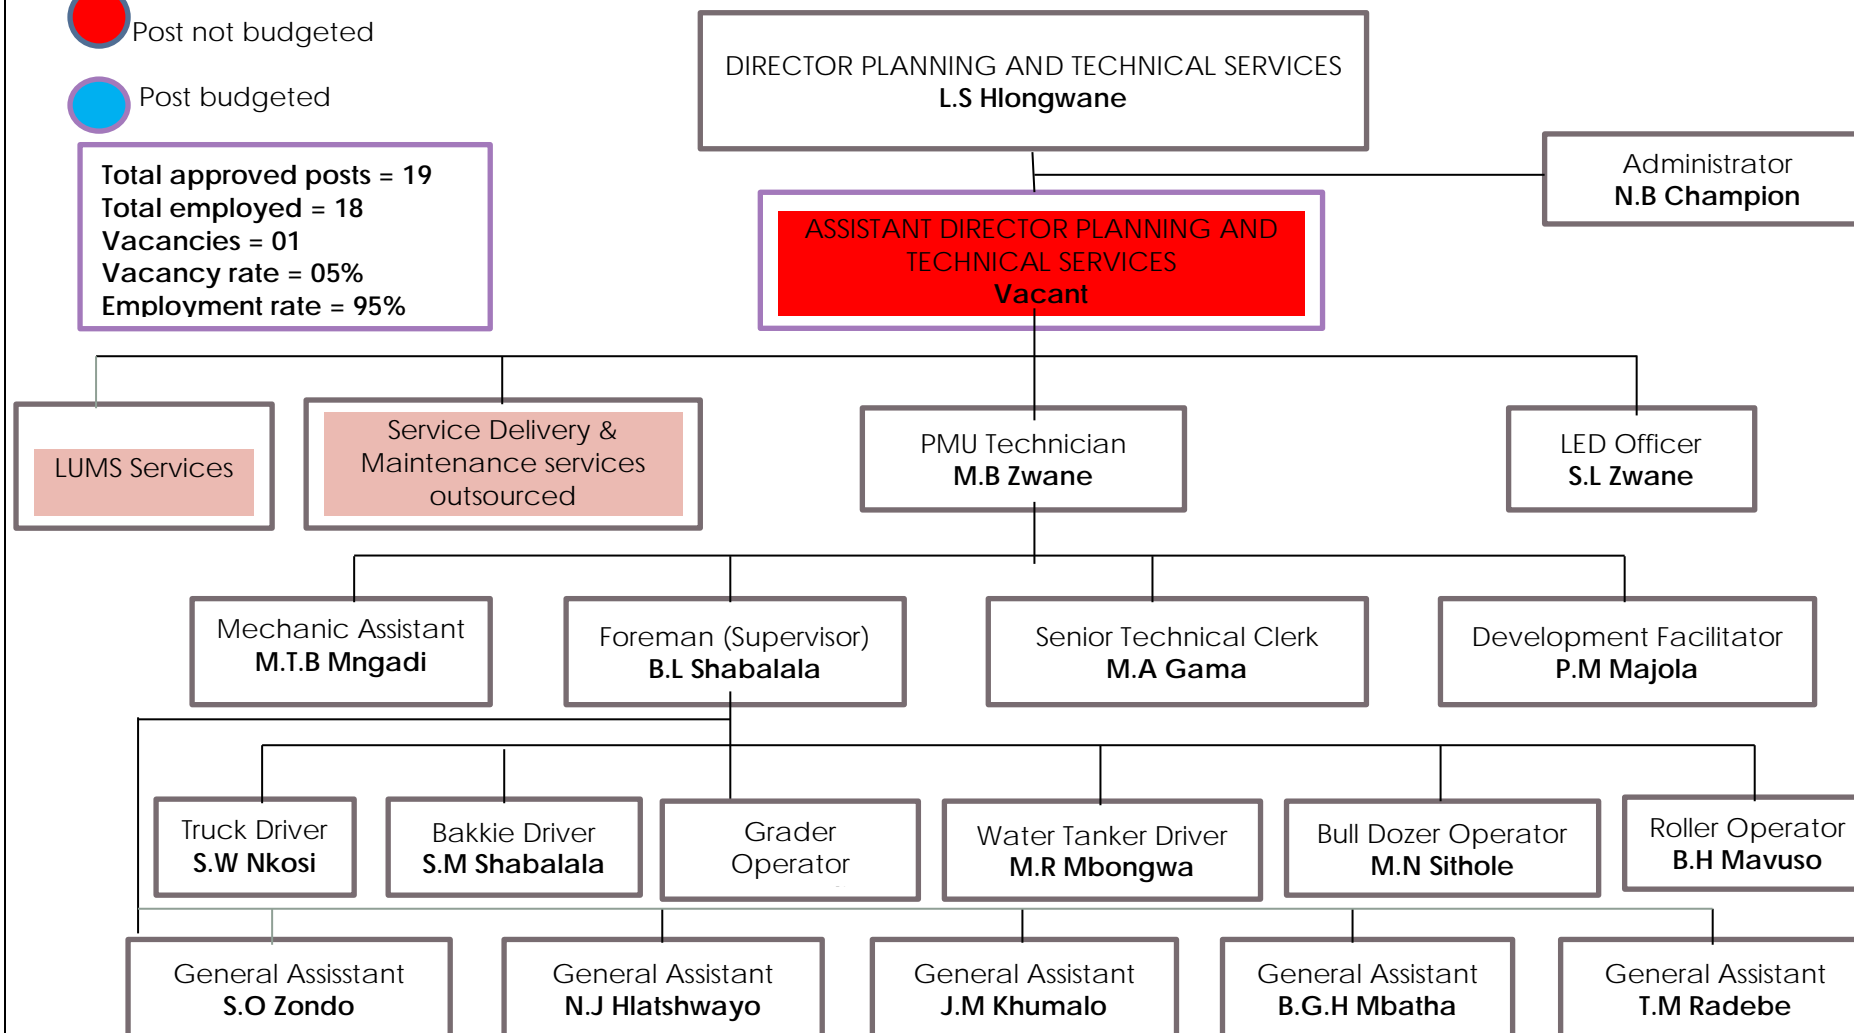 Post not budgeted
Post budgeted
Total approved posts = 19
Total employed = 18
Vacancies = 01
Vacancy rate = 05%
Employment rate = 95%
DIRECTOR PLANNING AND TECHNICAL SERVICES
L.S Hlongwane
Administrator
N.B Champion
ASSISTANT DIRECTOR PLANNING AND
TECHNICAL SERVICES
Vacant
LUMS Services
Service Delivery &
Maintenance services
outsourced
PMU Technician
M.B Zwane
LED Officer
S.L Zwane
Mechanic Assistant
M.T.B Mngadi
Foreman (Supervisor)
B.L Shabalala
Senior Technical Clerk
M.A Gama
Development Facilitator
P.M Majola
Truck Driver
S.W Nkosi
Bakkie Driver
S.M Shabalala
Grader
Operator
Water Tanker Driver
M.R Mbongwa
Bull Dozer Operator
M.N Sithole
Roller Operator
B.H Mavuso
General Assisstant
S.O Zondo
General Assistant
N.J Hlatshwayo
General Assistant
J.M Khumalo
General Assistant
B.G.H Mbatha
General Assistant
T.M Radebe